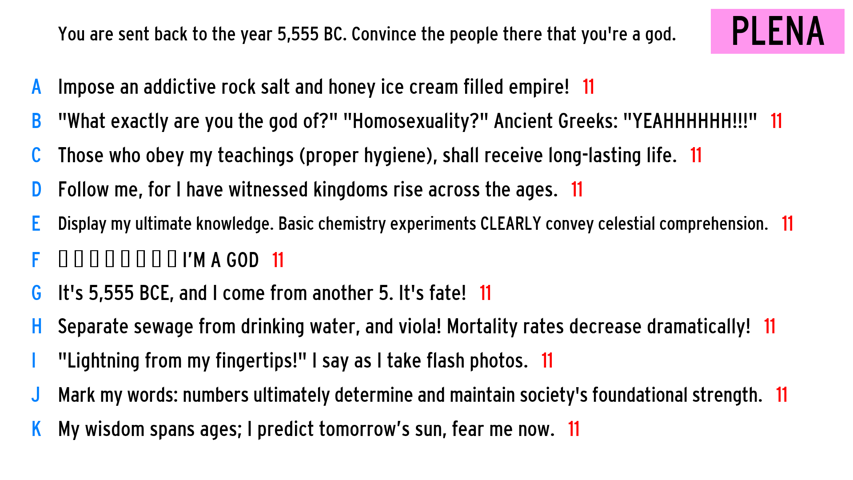 You are sent back to the year 5,555 BC. Convince the people there that you're a god.
PLENA
A Impose an addictive rock salt and honey ice cream filled empire! 11
B "What exactly are you the god of?" "Homosexuality?" Ancient Greeks: "YEAHHHHHH!!!" 11
C Those who obey my teachings (proper hygiene), shall receive long-lasting life. 11
D Follow me, for I have witnessed kingdoms rise across the ages. 11
E Display my ultimate knowledge. Basic chemistry experiments CLEARLY convey celestial comprehension. 11
F ▯ ▯ ▯ ▯ ▯ ▯ ▯ ▯ I'M A GOD 11
G It's 5,555 BCE, and I come from another 5. It's fate! 11
H Separate sewage from drinking water, and viola! Mortality rates decrease dramatically! 11
I "Lightning from my fingertips!" I say as I take flash photos. 11
J Mark my words: numbers ultimately determine and maintain society's foundational strength. 11
K My wisdom spans ages; I predict tomorrow’s sun, fear me now. 11